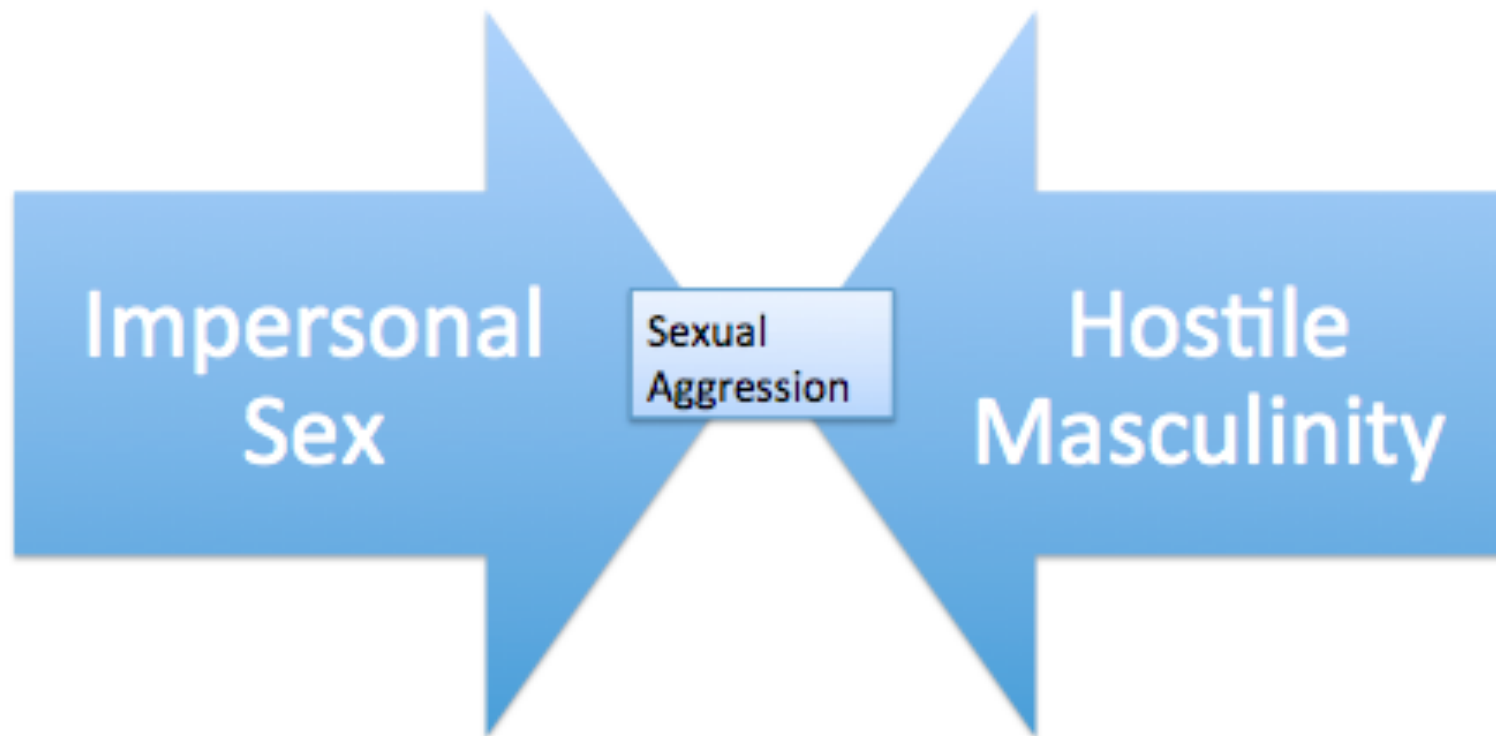 Impersonal
Sex
Sexual
Aggression
Hostile
Masculinity